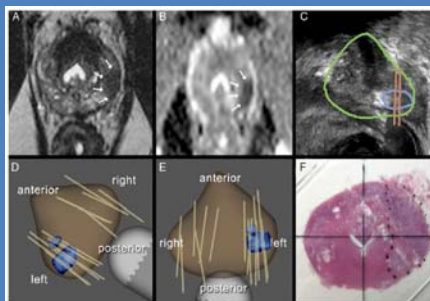 A
B
C
D
right
anterior
posterior
left
E
anterior
right
left
posterior
F